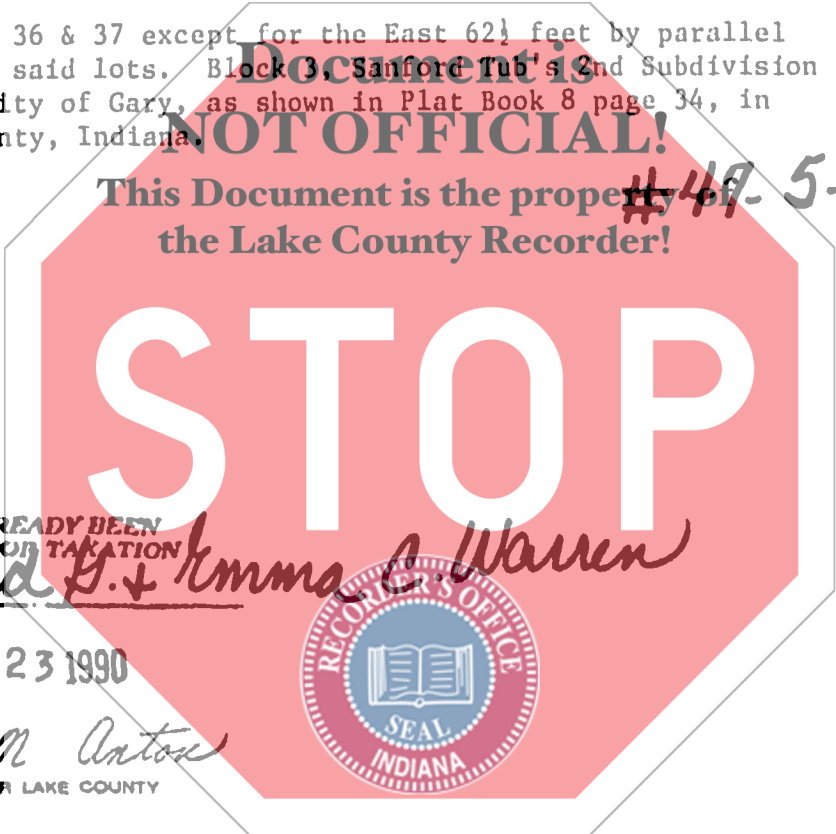 36 & 37 except for the East 62½ feet by parallel
said lots. Block 3, Sanford Tub's 2nd Subdivision
ity of Gary, as shown in Plat Book 8 page 34, in
nty, Indiana.
Document is
NOT OFFICIAL!
This Document is the property of
the Lake County Recorder!
#49-5-
STOP
READY BEEN
OR TAXATION
d G. & Emma C. Warren
RECORDER'S OFFICE
SEAL
INDIANA
23 1990
N Anton
R LAKE COUNTY